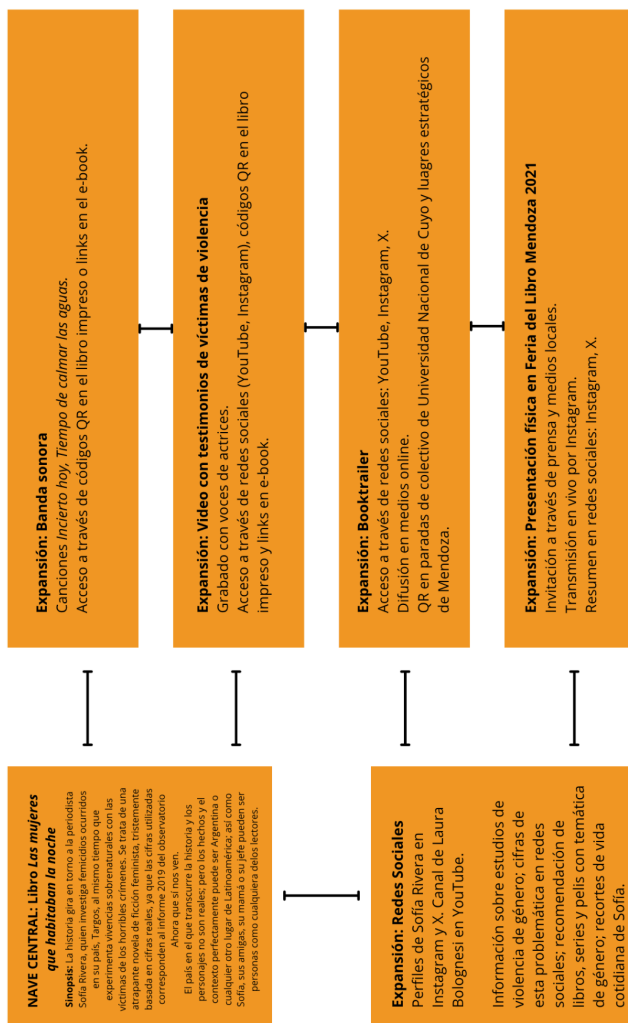 NAVE CENTRAL: Libro Las mujeres
que habitaban la noche
Sinopsis: La historia gira en torno a la periodista
Sofía Rivera, quien investiga femicidios ocurridos
en su país, Targos, al mismo tiempo que
experimenta vivencias sobrenaturales con las
víctimas de los horribles crímenes. Se trata de una
atrapante novela de ficción feminista, tristemente
basada en cifras reales, ya que las cifras utilizadas
corresponden al Informe 2019 del observatorio
Ahora que sí nos ven.
El país en el que transcurre la historia y los
personajes no son reales; pero los hechos y el
contexto perfectamente puede ser Argentina o
cualquier otro lugar de Latinoamérica; así como
Sofía, sus amigas, su mamá o su jefe pueden ser
personas como cualquiera delos lectores.
Expansión: Redes Sociales
Perfiles de Sofía Rivera en
Instagram y X. Canal de Laura
Bolognesi en YouTube.
Información sobre estudios de
violencia de género; cifras de
esta problemática en redes
sociales; recomendación de
libros, series y pelis con temática
de género; recortes de vida
cotidiana de Sofía.
Expansión: Banda sonora
Canciones Incierto hoy, Tiempo de calmar las aguas.
Acceso a través de códigos QR en el libro impreso o links en el e-book.
Expansión: Video con testimonios de víctimas de violencia
Grabado con voces de actrices.
Acceso a través de redes sociales (YouTube, Instagram), códigos QR en el libro
impreso y links en e-book.
Expansión: Booktrailer
Acceso a través de redes sociales: YouTube, Instagram, X.
Difusión en medios online.
QR en paradas de colectivo de Universidad Nacional de Cuyo y luagres estratégicos
de Mendoza.
Expansión: Presentación física en Feria del Libro Mendoza 2021
Invitación a través de prensa y medios locales.
Transmisión en vivo por Instagram.
Resumen en redes sociales: Instagram, X.